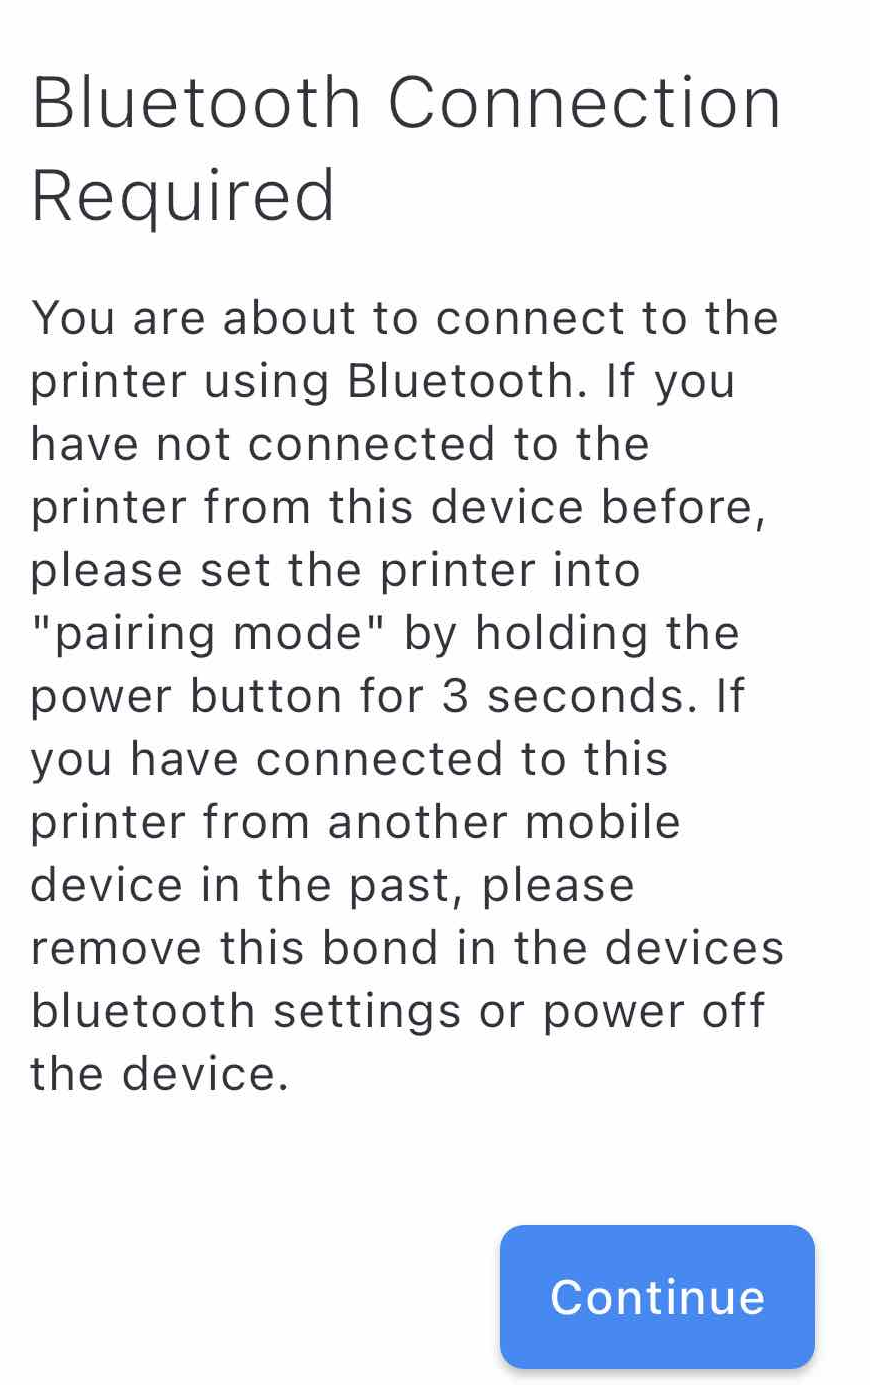 Bluetooth Connection
Required
You are about to connect to the
printer using Bluetooth. If you
have not connected to the
printer from this device before,
please set the printer into
"pairing mode" by holding the
power button for 3 seconds. If
you have connected to this
printer from another mobile
device in the past, please
remove this bond in the devices
bluetooth settings or power off
the device.
Continue